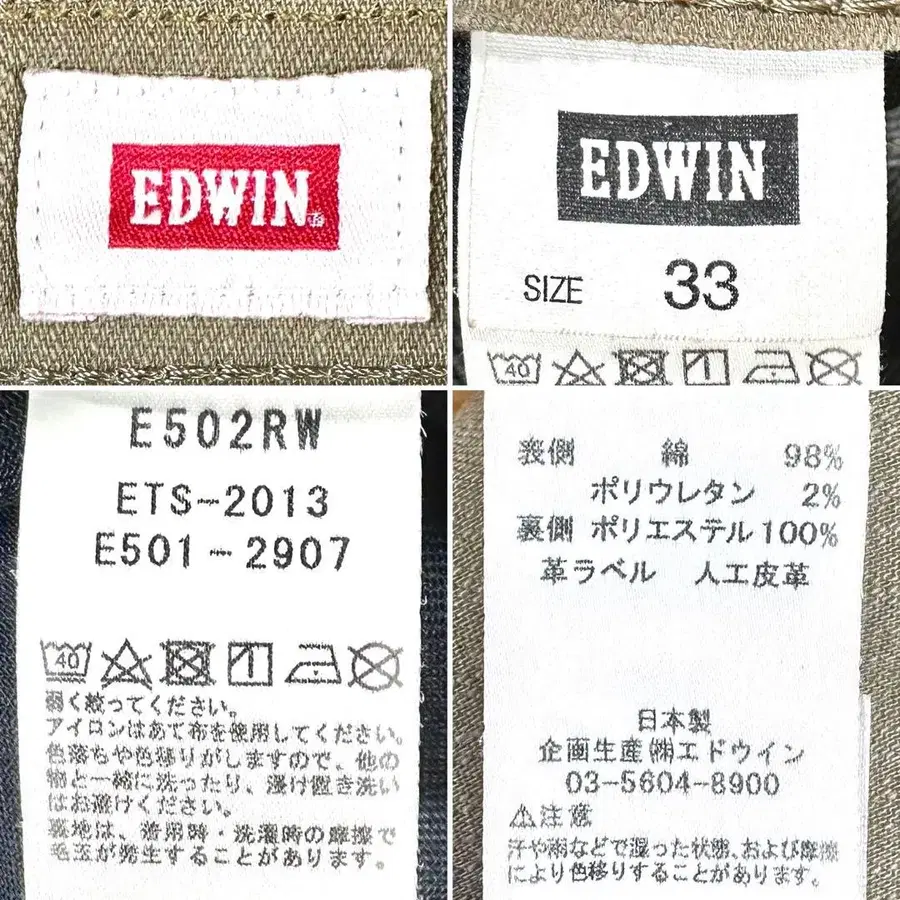 EDWIN
EDWIN
SIZE 33
40
E502RW
ETS-2013
E501-2907
40
弱く絞ってください。
アイロンはあて布を使用してください。
色落ちや色移りがしますので、他の
物と一緒に洗ったり、浸け置き洗い
はお避けください。
裏地は、着用時・洗濯時の摩擦で
毛玉が発生することがあります。
表側 綿 98%
ポリウレタン 2%
裏側 ポリエステル 100%
革ラベル 人工皮革
日本製
企画生産㈱エドウイン
03-5604-8900
⚠注意
汗や雨などで湿った状態、および摩擦
により色移りすることがあります。